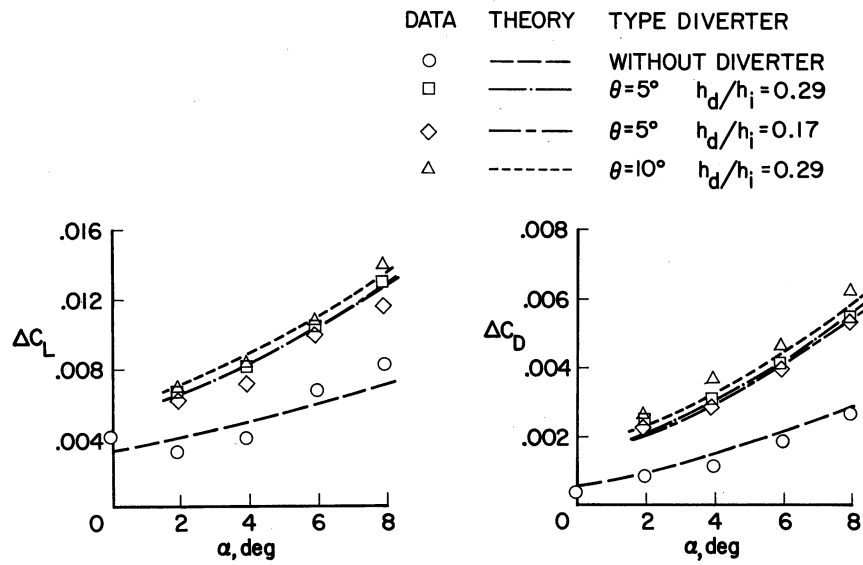 DATA THEORY TYPE DIVERTER
WITHOUT DIVERTER
θ=5° h_d/h_i=0.29
θ=5° h_d/h_i=0.17
θ=10° h_d/h_i=0.29
.016
.012
ΔC_L
.008
.004
0 2 4 6 8
α, deg
.008
.006
ΔC_D
.004
.002
0 2 4 6 8
α, deg